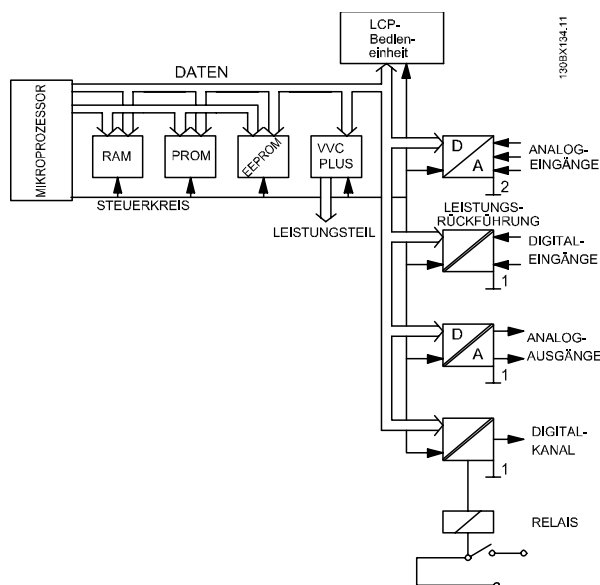 LCP-
Bedien-
einheit
130BX134.11
DATEN
MIKROPROZESSOR
RAM
PROM
EEPROM
VVC
PLUS
STEUERKREIS
LEISTUNGSTEIL
D
A
ANALOG-
EINGÄNGE
2
LEISTUNGS-
RÜCKFÜHRUNG
DIGITAL-
EINGÄNGE
1
D
A
ANALOG-
AUSGÄNGE
1
DIGITAL-
KANAL
1
RELAIS